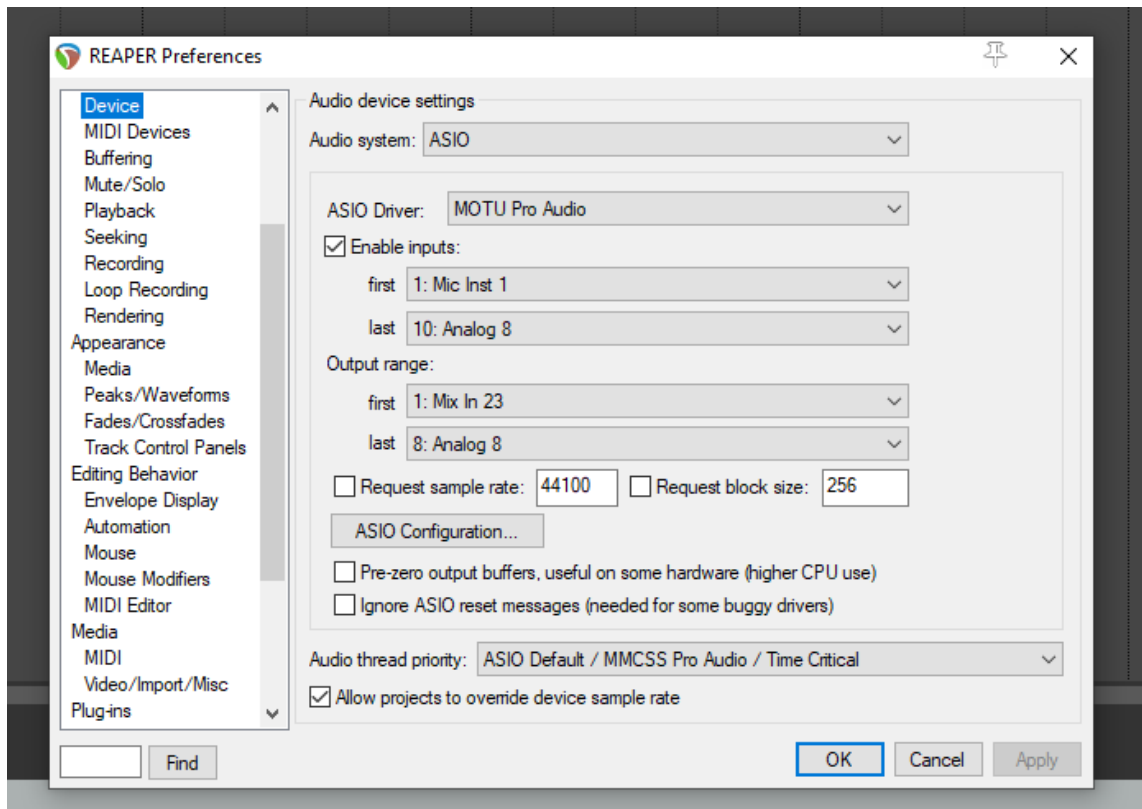 REAPER Preferences
Device
MIDI Devices
Buffering
Mute/Solo
Playback
Seeking
Recording
Loop Recording
Rendering
Appearance
Media
Peaks/Waveforms
Fades/Crossfades
Track Control Panels
Editing Behavior
Envelope Display
Automation
Mouse
Mouse Modifiers
MIDI Editor
Media
MIDI
Video/Import/Misc
Plug-ins
Find
Audio device settings
Audio system: ASIO
ASIO Driver: MOTU Pro Audio
Enable inputs:
first 1: Mic Inst 1
last 10: Analog 8
Output range:
first 1: Mix In 23
last 8: Analog 8
Request sample rate: 44100 Request block size: 256
ASIO Configuration...
Pre-zero output buffers, useful on some hardware (higher CPU use)
Ignore ASIO reset messages (needed for some buggy drivers)
Audio thread priority: ASIO Default / MMCSS Pro Audio / Time Critical
Allow projects to override device sample rate
OK Cancel Apply